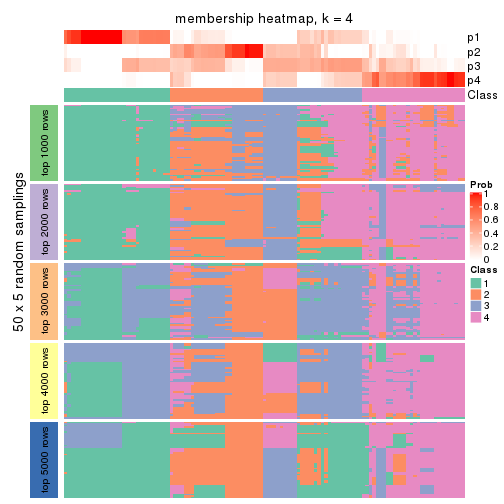 membership heatmap, k = 4
p1
p2
p3
p4
Class
50 x 5 random samplings
top 1000 rows
top 2000 rows
top 3000 rows
top 4000 rows
top 5000 rows
Prob
1
0.8
0.6
0.4
0.2
0
Class
1
2
3
4